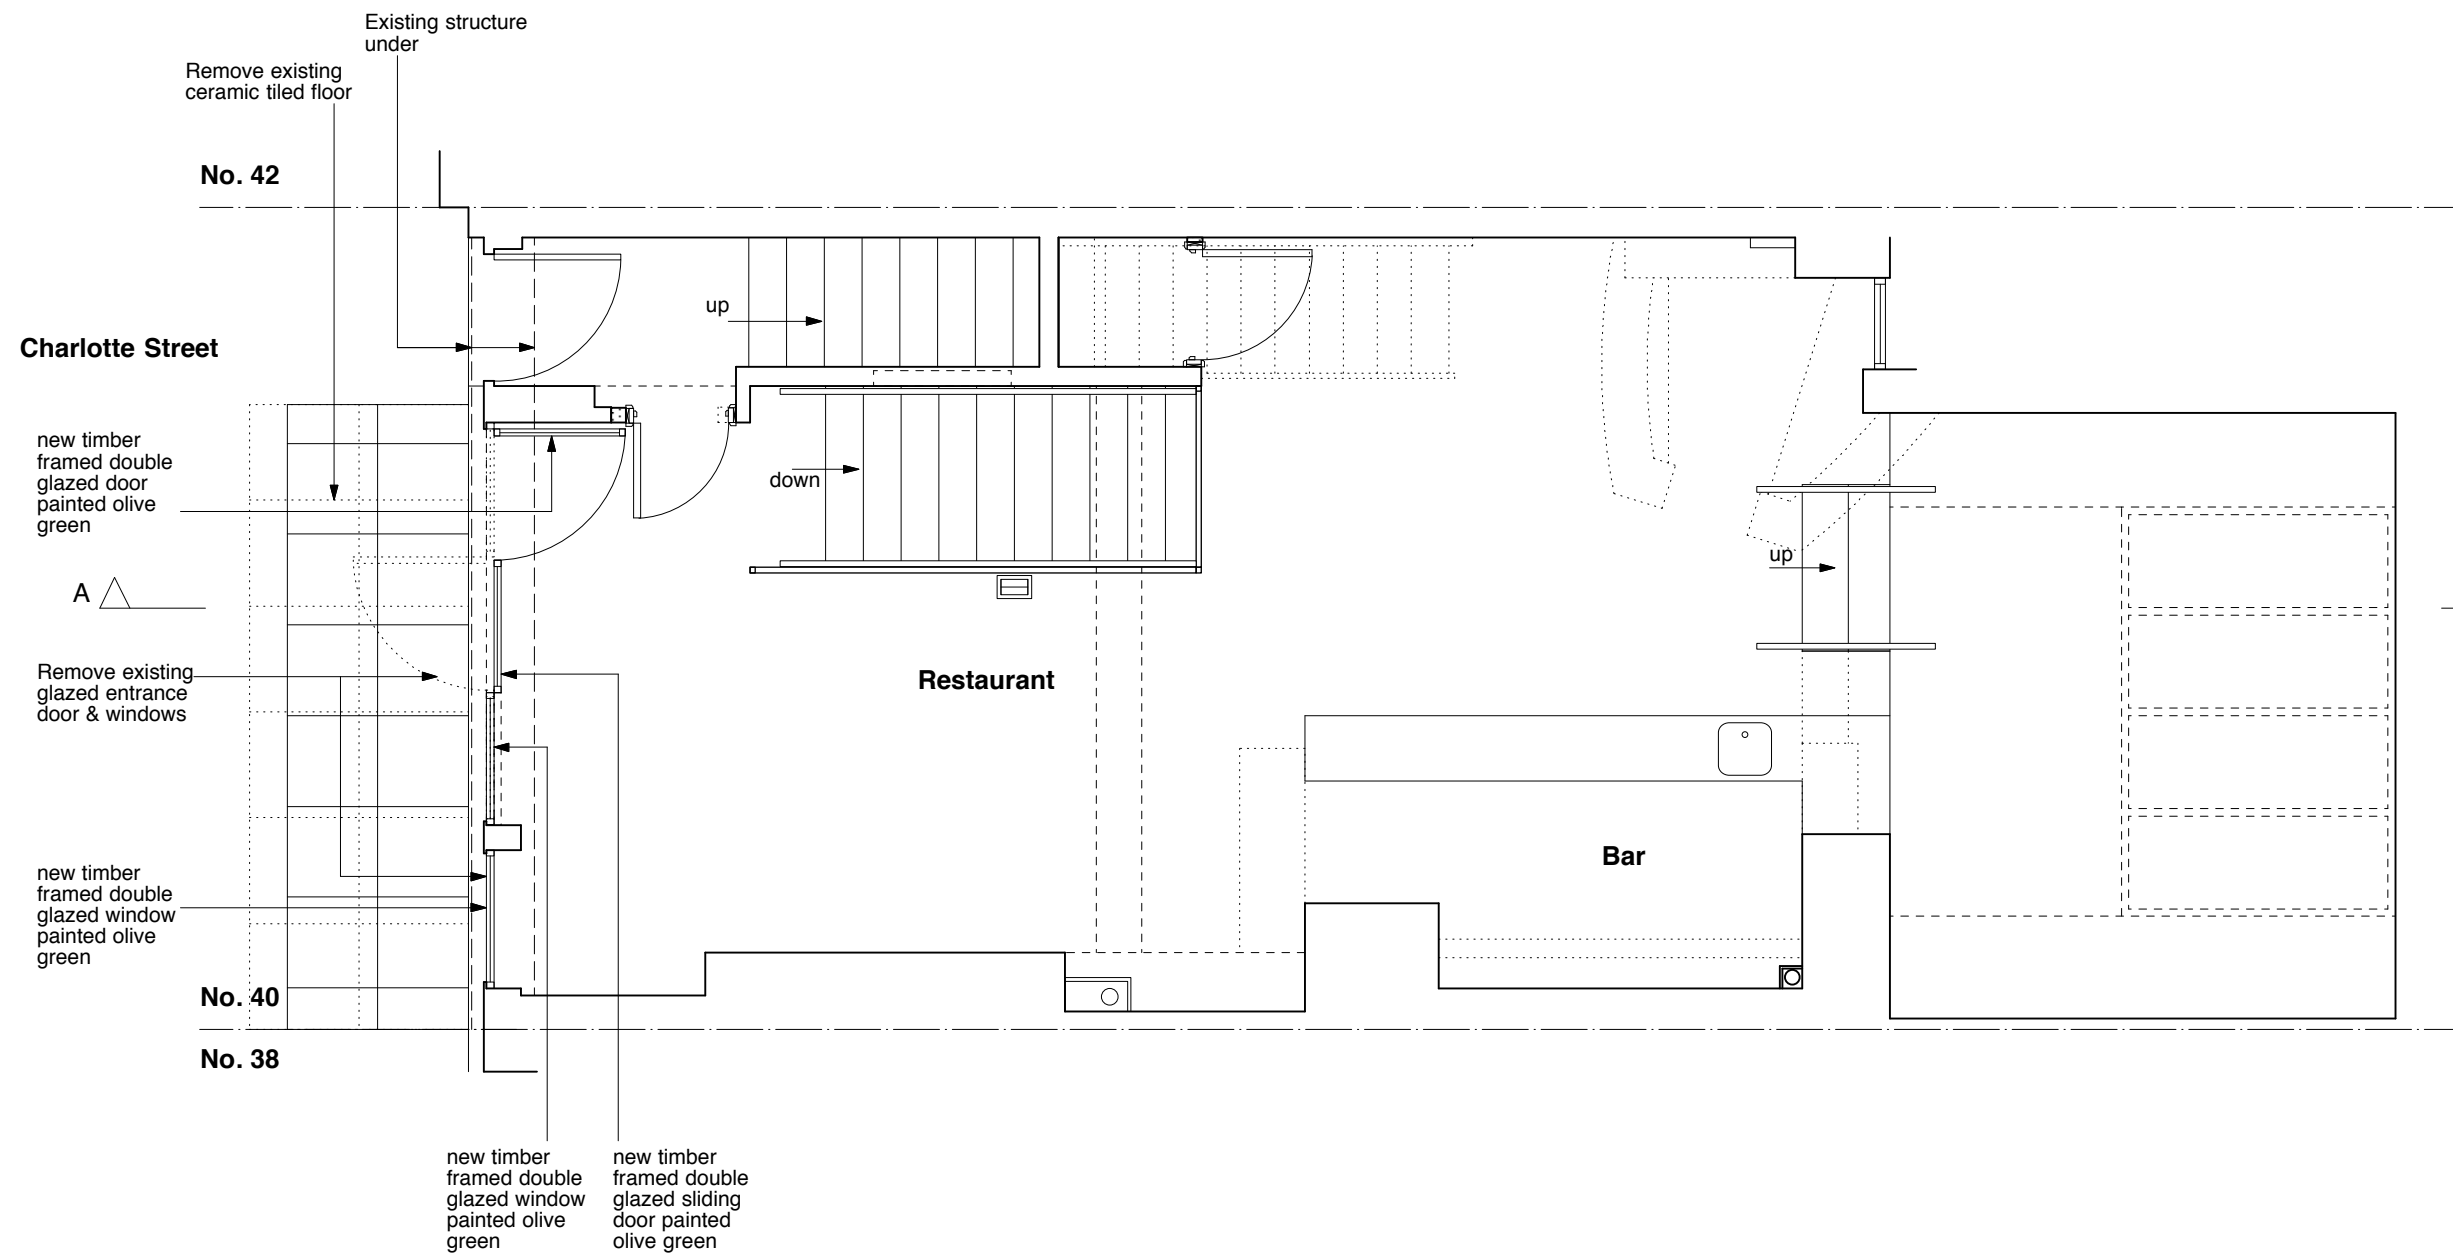 Existing structure
under
Remove existing
ceramic tiled floor
No. 42
up
Charlotte Street
new timber
framed double
glazed door
painted olive
green
down
A
up
Remove existing
glazed entrance
door & windows
Restaurant
Bar
new timber
framed double
glazed window
painted olive
green
No. 40
No. 38
new timber
framed double
glazed window
painted olive
green
new timber
framed double
glazed sliding
door painted
olive green